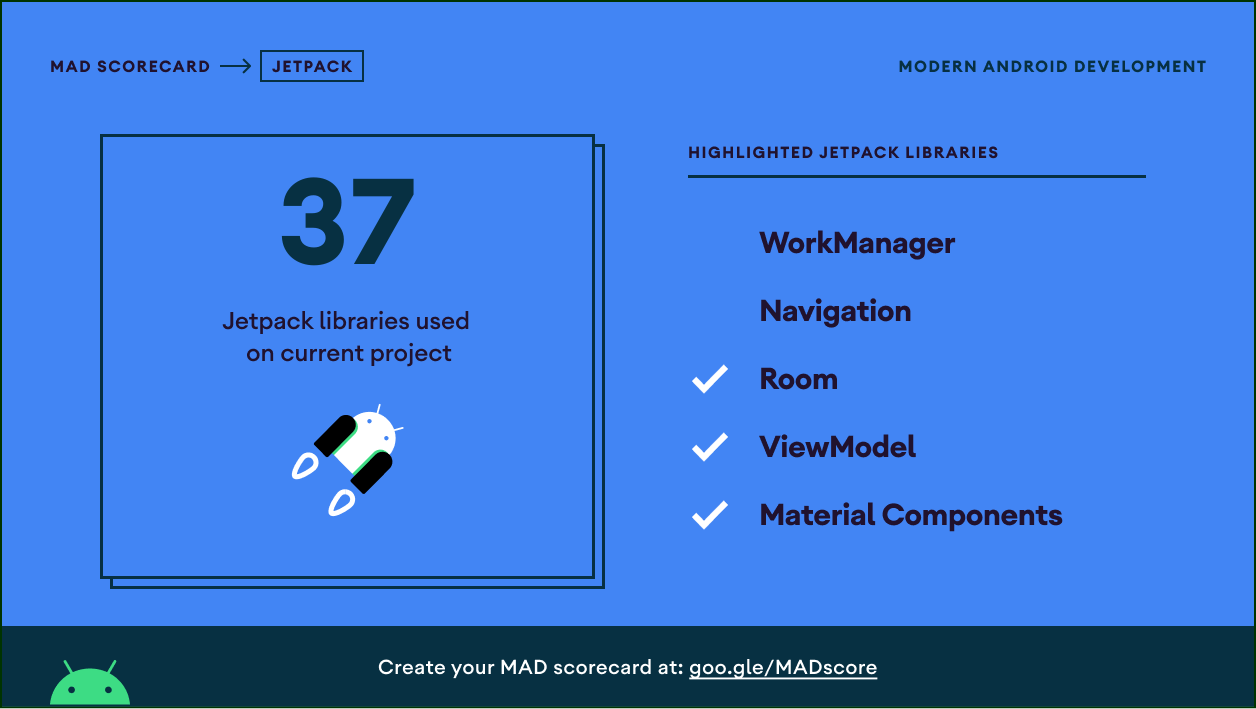 MAD SCORECARD → JETPACK
MODERN ANDROID DEVELOPMENT
37
Jetpack libraries used
on current project
HIGHLIGHTED JETPACK LIBRARIES
WorkManager
Navigation
Room
ViewModel
Material Components
Create your MAD scorecard at: goo.gle/MADscore